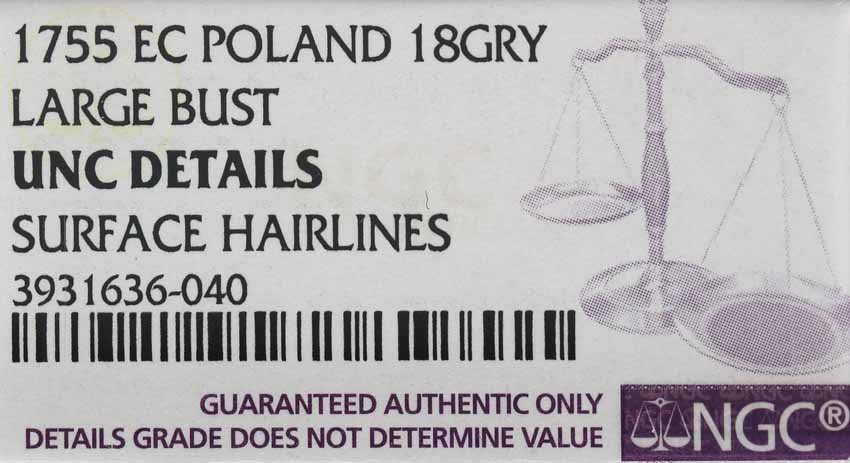 1755 EC POLAND 18GRY
LARGE BUST
UNC DETAILS
SURFACE HAIRLINES
3931636-040
GUARANTEED AUTHENTIC ONLY
DETAILS GRADE DOES NOT DETERMINE VALUE
NGC®